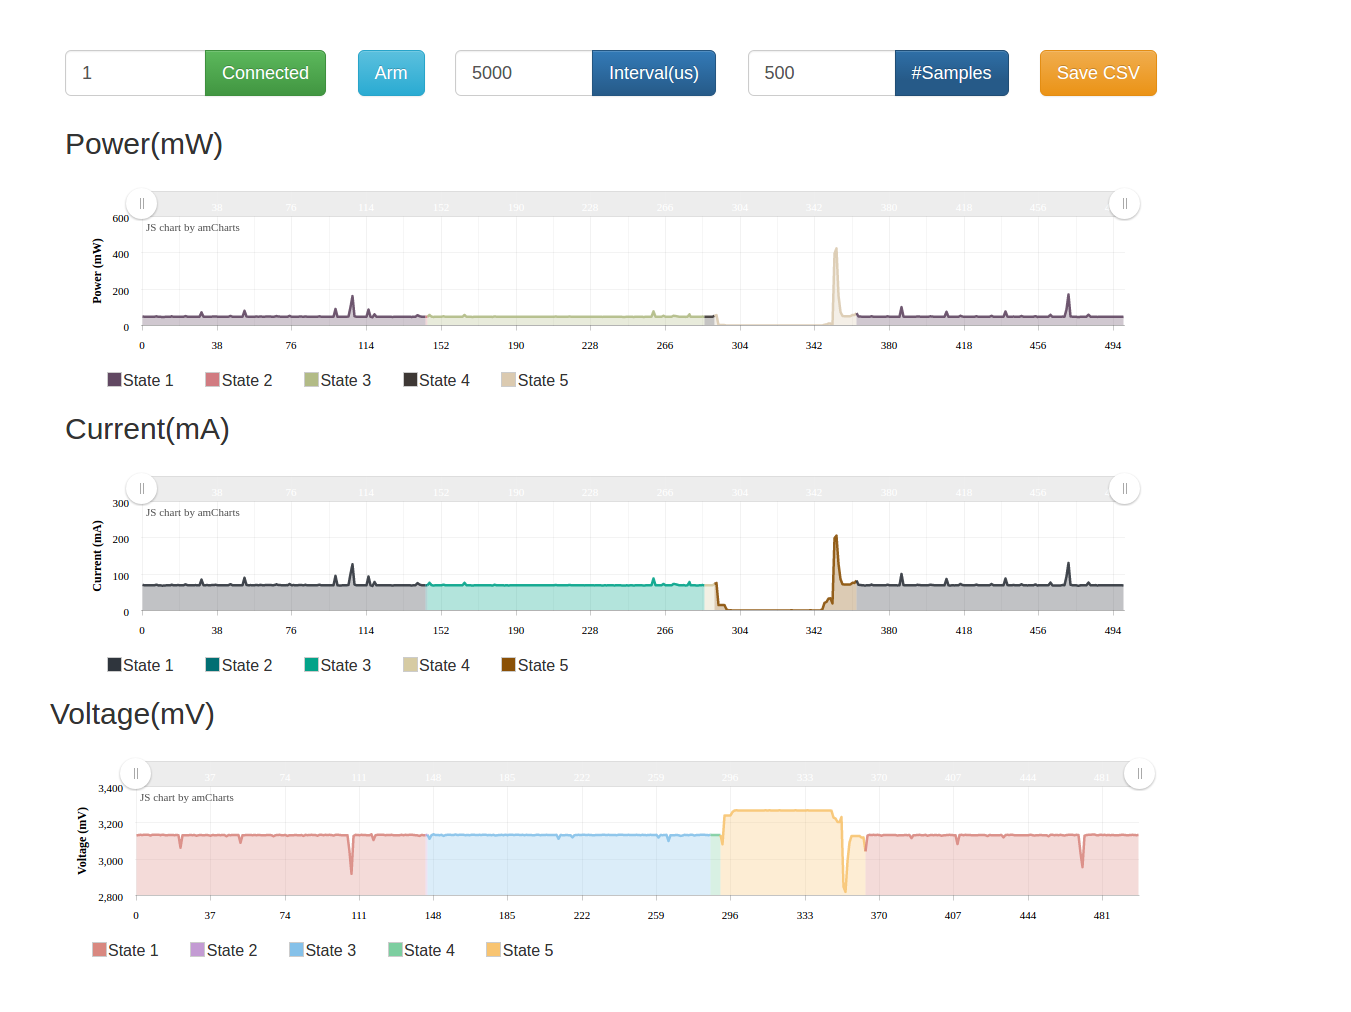 1 Connected Arm 5000 Interval(us) 500 #Samples Save CSV
Power(mW)
38 76 114 152 190 228 266 304 342 380 418 456
JS chart by amCharts
Power (mW)
600
400
200
0
0 38 76 114 152 190 228 266 304 342 380 418 456 494
State 1 State 2 State 3 State 4 State 5
Current(mA)
38 76 114 152 190 228 266 304 342 380 418 456
JS chart by amCharts
Current (mA)
300
200
100
0
0 38 76 114 152 190 228 266 304 342 380 418 456 494
State 1 State 2 State 3 State 4 State 5
Voltage(mV)
37 74 111 148 185 222 259 296 333 370 407 444 481
JS chart by amCharts
Voltage (mV)
3,400
3,200
3,000
2,800
0 37 74 111 148 185 222 259 296 333 370 407 444 481
State 1 State 2 State 3 State 4 State 5